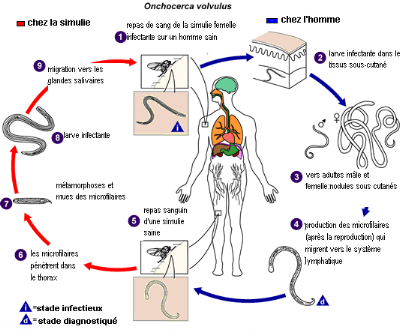 Onchocerca volvulus
chez la simulie
chez l'homme
1 repas de sang de la simulie femelle
infectante sur un homme sain
2 larve infectante dans le
tissus sous-cutané
♂ ♀
3 vers adultes mâle et
femelle:nodules sous cutanés
4 production des microfilaires
(après la reproduction) qui
migrent vers le système
lymphatique
d
5 repas sanguin
d'une simulie
saine
6 les microfilaires
pénètrent dans
le thorax
7 métamorphoses et
mues des microfilaires
8 larve infectante
9 migration vers les
glandes salivaires
i
i =stade infectieux
d =stade diagnostiqué